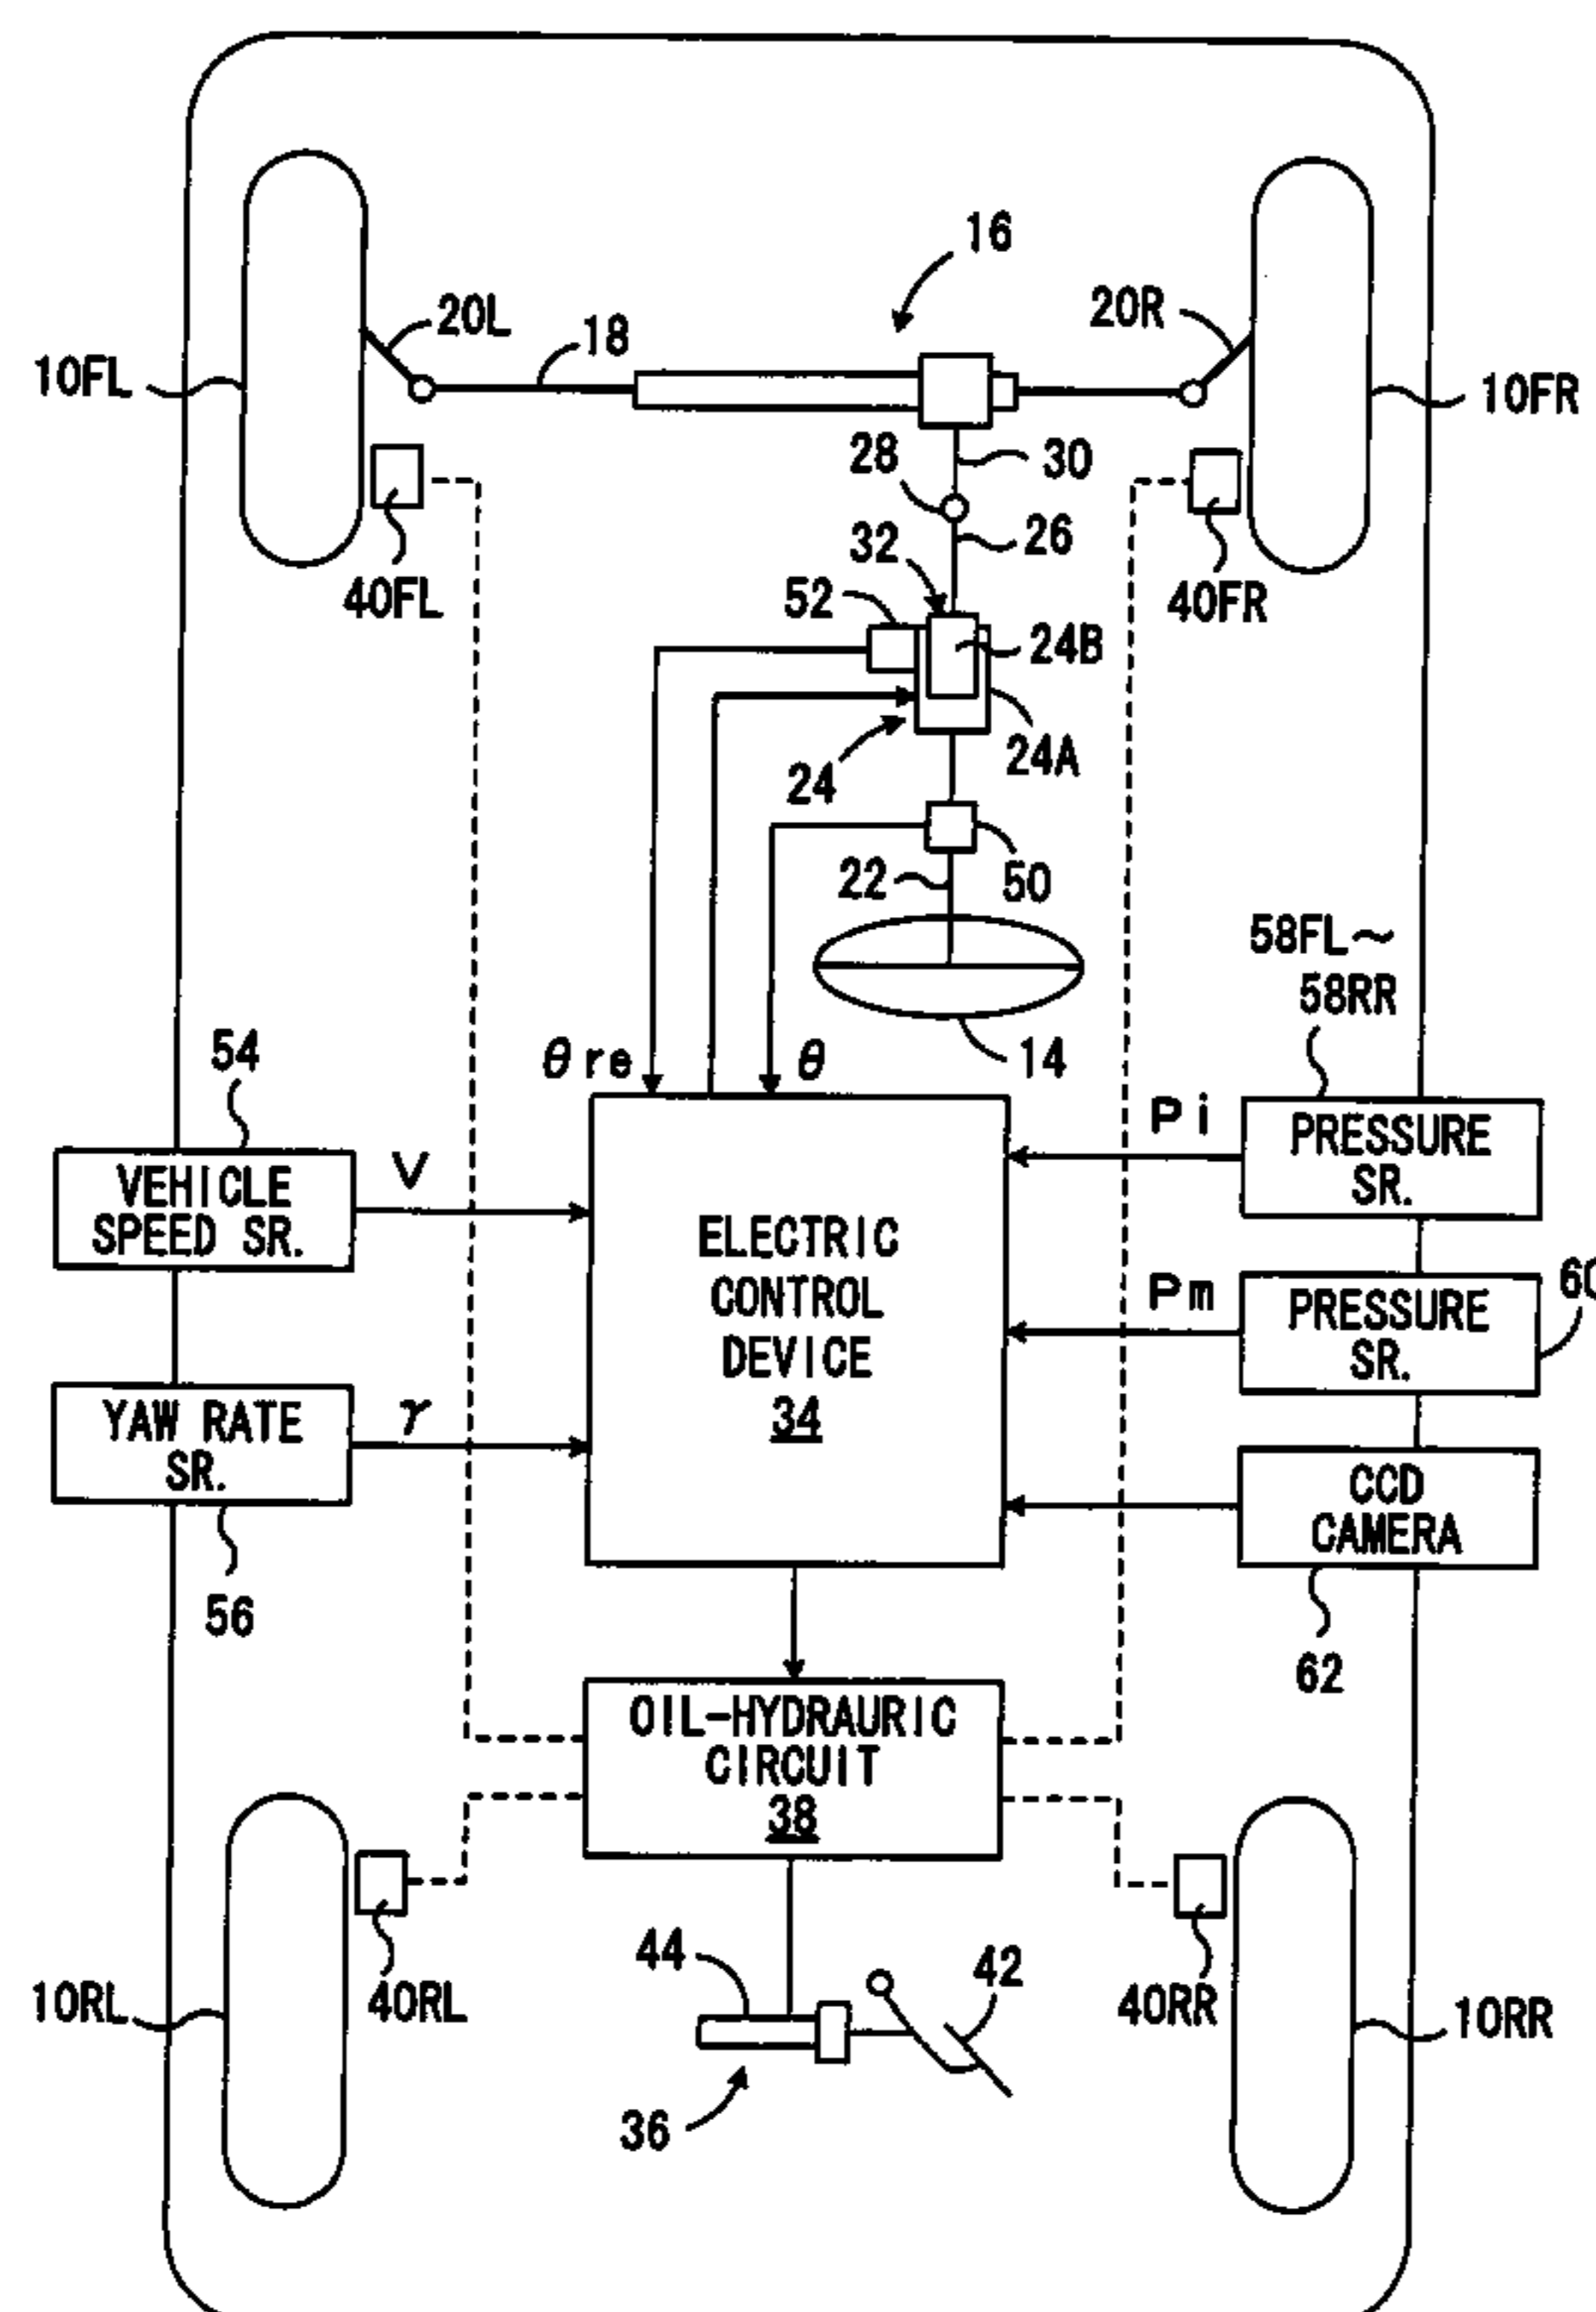 16
20L
18
20R
10FL
10FR
28
30
32
26
52
40FL
40FR
24B
24A
24
22
50
58FL～
58RR
14
54
θre
θ
Pi
VEHICLE
SPEED SR.
V
PRESSURE
SR.
ELECTRIC
CONTROL
DEVICE
34
Pm
PRESSURE
SR.
60
YAW RATE
SR.
γ
CCD
CAMERA
56
62
OIL-HYDRAURIC
CIRCUIT
38
44
42
10RL
40RL
40RR
10RR
36